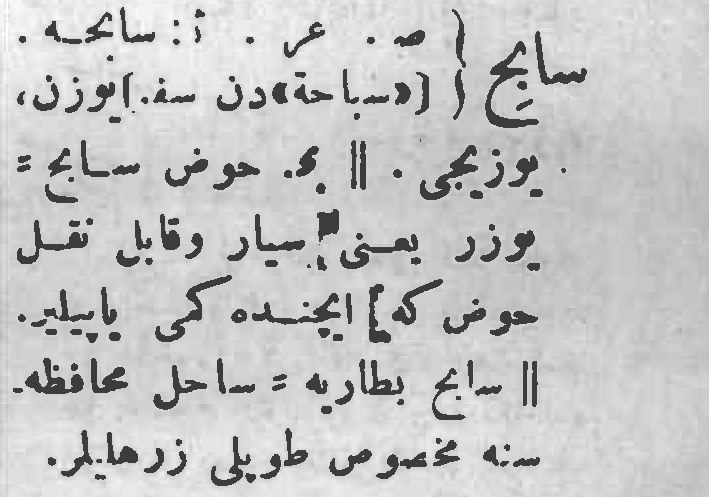 سابح { ص . عر . ث : سابحه .
[«سباحة»دن سف.] یوزن،
یوزیجی . || مج . حوض سابح =
یوزر یعنی [سیار وقابل نقل
حوض که] ایچنده کمی یاپیلیر.
|| سابح بطاریه = ساحل محافظه-
سنه مخصوص طوپلی زرهلیلر.